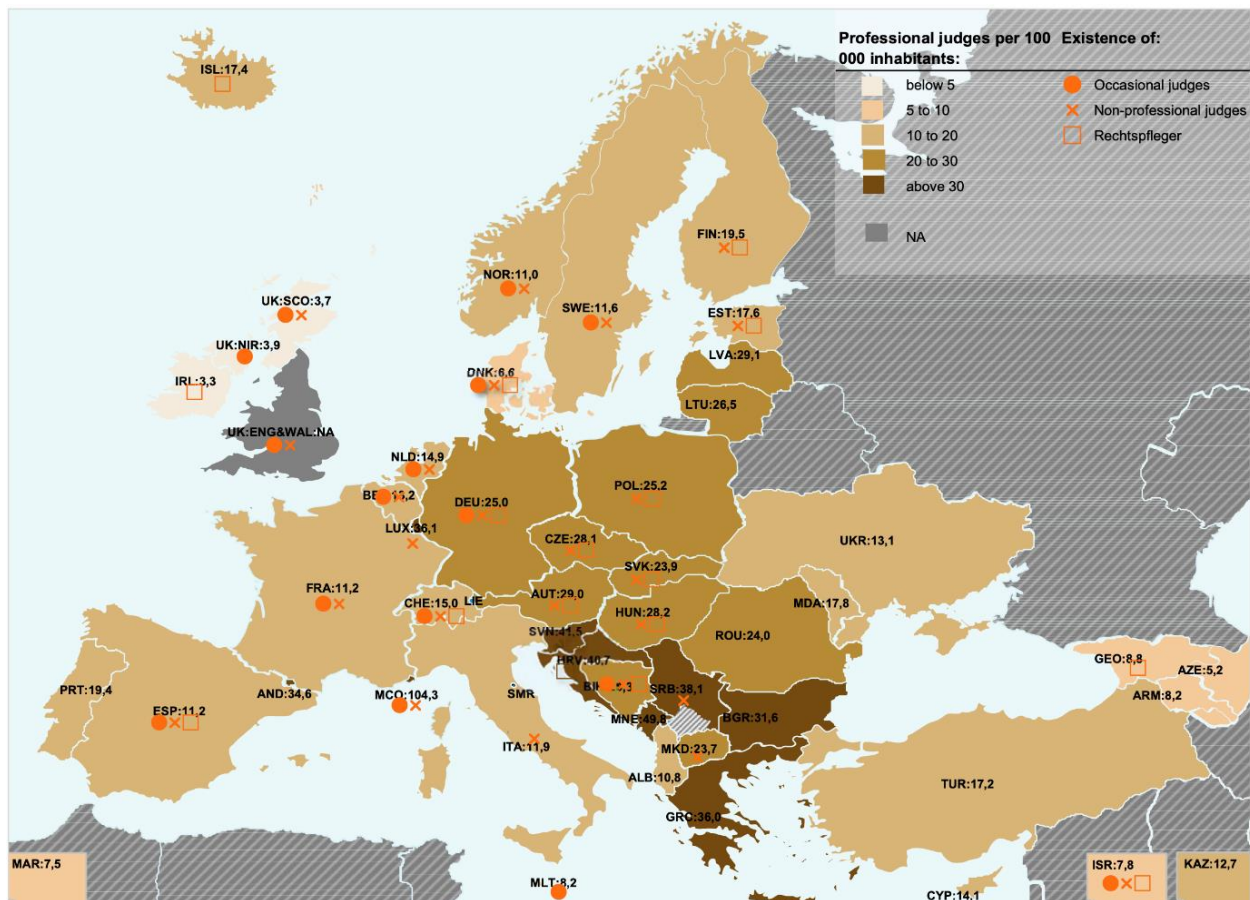 Professional judges per 100 000 inhabitants:
below 5
5 to 10
10 to 20
20 to 30
above 30
NA
Existence of:
Occasional judges
Non-professional judges
Rechtspfleger
ISL:17,4
FIN:19,5
NOR:11,0
SWE:11,6
EST:17,6
UK:SCO:3,7
UK:NIR:3,9
LVA:29,1
DNK:6,6
IRL:3,3
LTU:26,5
UK:ENG&WAL:NA
NLD:14,9
POL:25,2
DEU:25,0
LUX:36,1
CZE:28,1
UKR:13,1
SVK:23,9
FRA:11,2
CHE:15,0
LIE
AUT:29,0
HUN:28,2
MDA:17,8
SVN:41,5
ROU:24,0
HRV:40,7
GEO:8,8
AZE:5,2
PRT:19,4
AND:34,6
MCO:104,3
SMR
SRB:38,1
ARM:8,2
ESP:11,2
MNE:49,8
BGR:31,6
ITA:11,9
MKD:23,7
ALB:10,8
TUR:17,2
GRC:36,0
MAR:7,5
MLT:8,2
CYP:14,1
ISR:7,8
KAZ:12,7